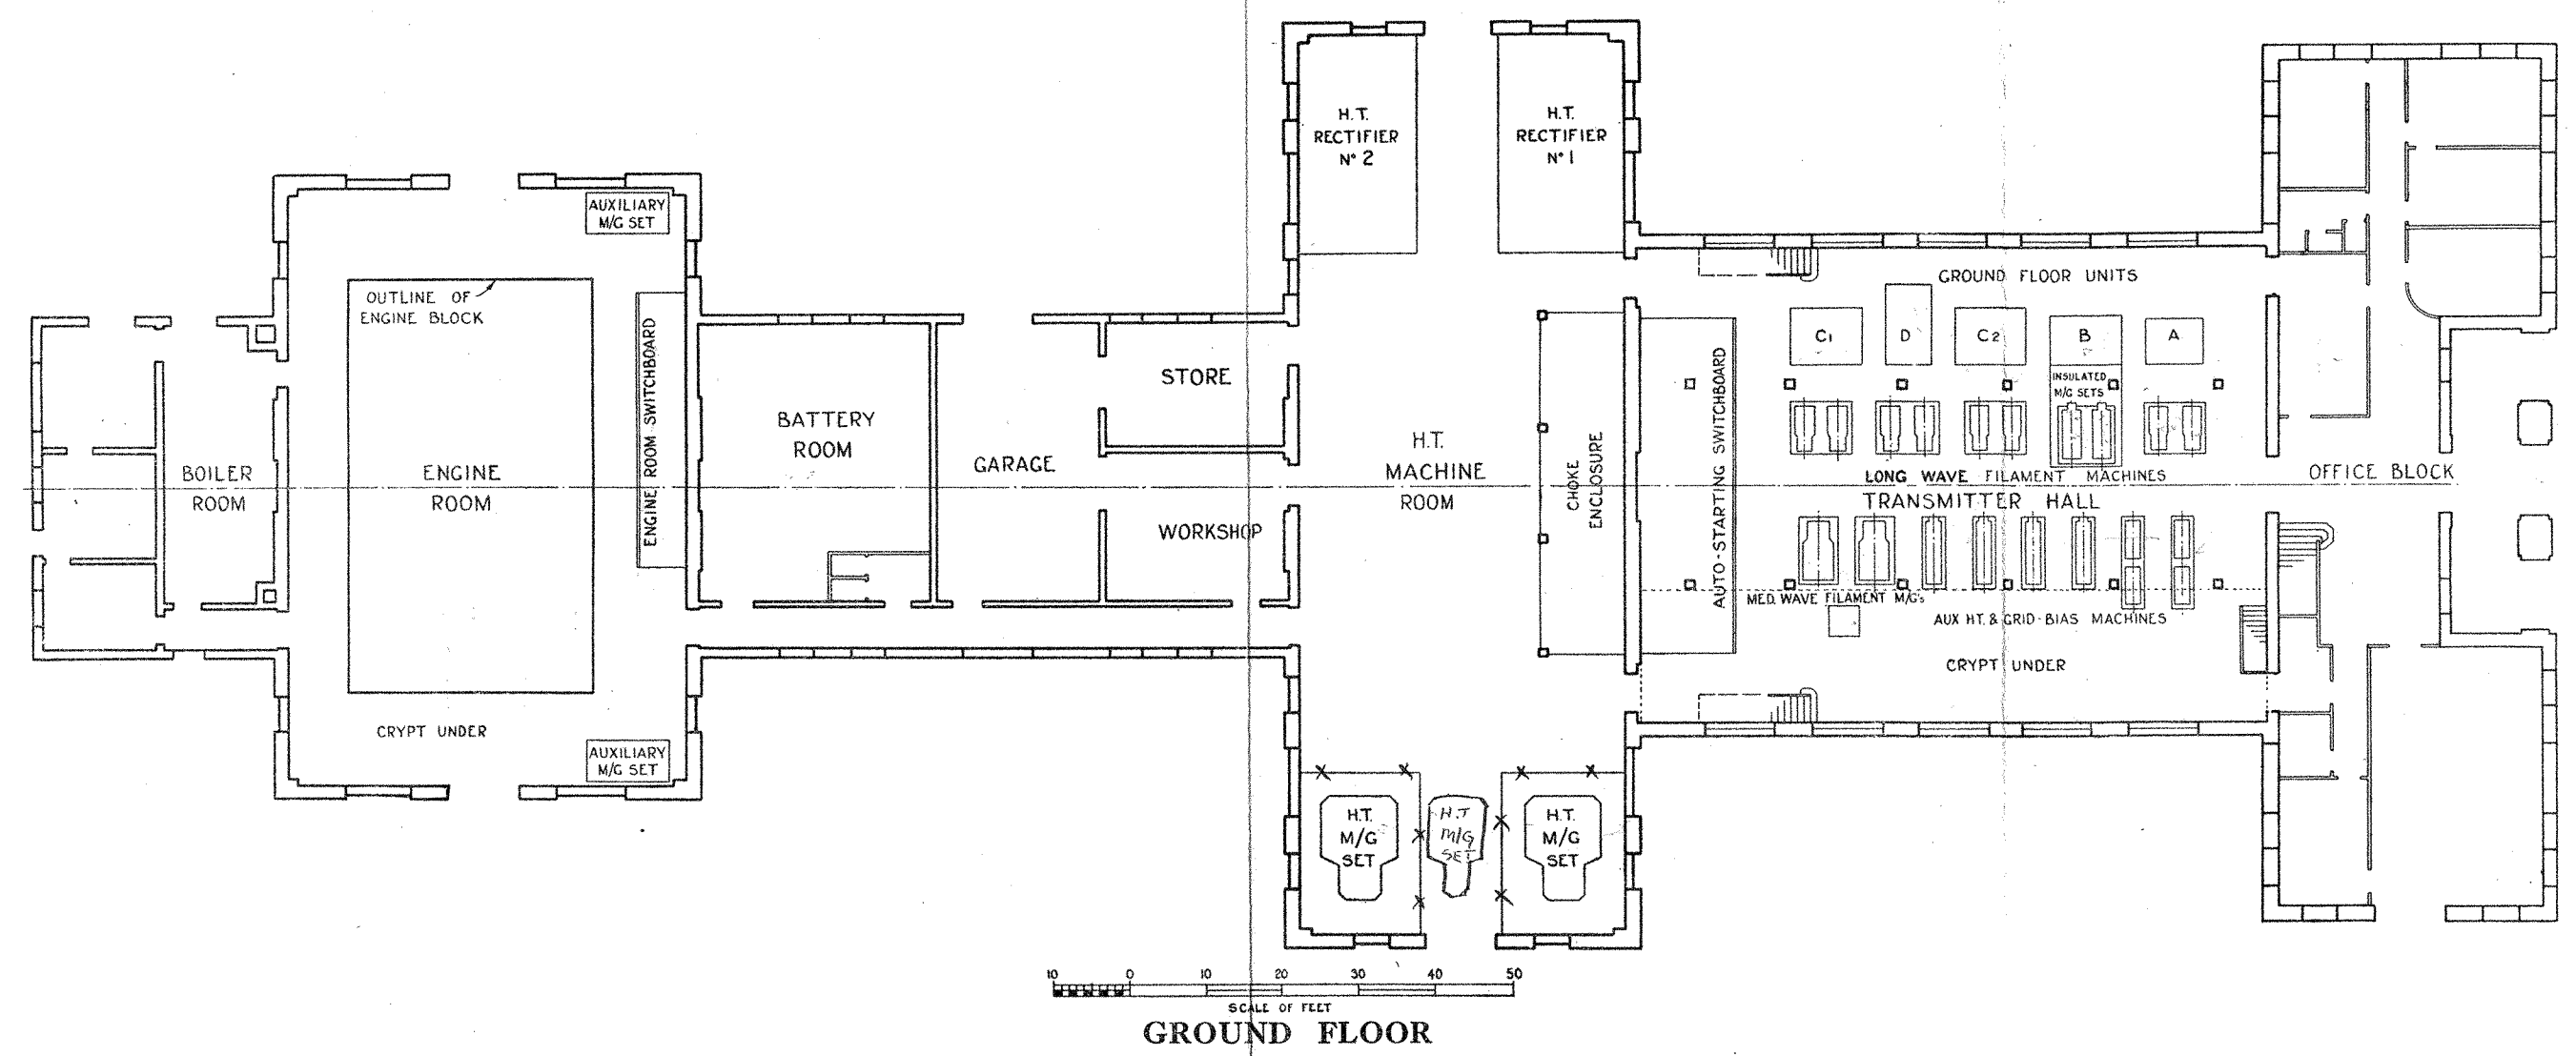 H.T.
RECTIFIER
Nº 2
H.T.
RECTIFIER
Nº 1
AUXILIARY
M/G SET
OUTLINE OF
ENGINE BLOCK
ENGINE ROOM SWITCHBOARD
BOILER
ROOM
ENGINE
ROOM
CRYPT UNDER
AUXILIARY
M/G SET
BATTERY
ROOM
GARAGE
STORE
WORKSHOP
H.T.
MACHINE
ROOM
CHOKE
ENCLOSURE
AUTO-STARTING SWITCHBOARD
GROUND FLOOR UNITS
C1
D
C2
B
A
INSULATED
M/G SETS
LONG WAVE FILAMENT MACHINES
TRANSMITTER HALL
MED. WAVE FILAMENT M/G's
AUX HT. & GRID-BIAS MACHINES
CRYPT UNDER
OFFICE BLOCK
H.T.
M/G
SET
H.T
M/G
SET
H.T.
M/G
SET
10 0 10 20 30 40 50
SCALE OF FEET
GROUND FLOOR